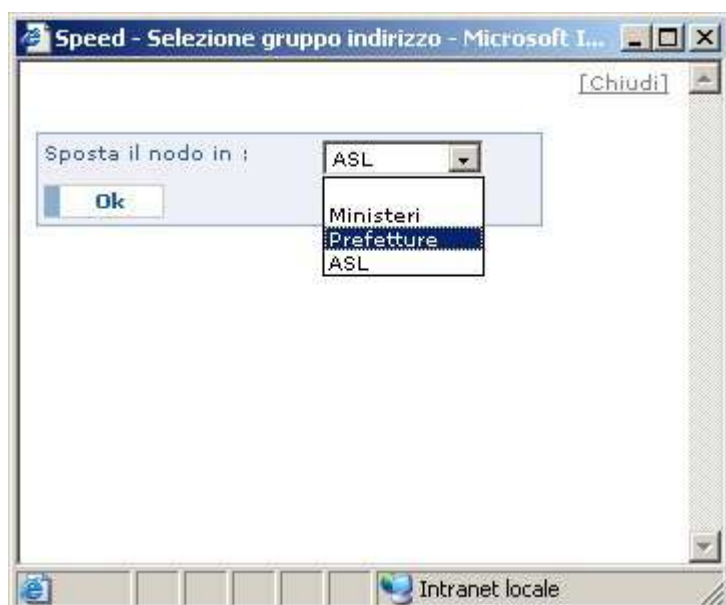 Speed - Selezione gruppo indirizzo - Microsoft I...
[Chiudi]
Sposta il nodo in :
ASL
Ok
Ministeri
Prefetture
ASL
Intranet locale